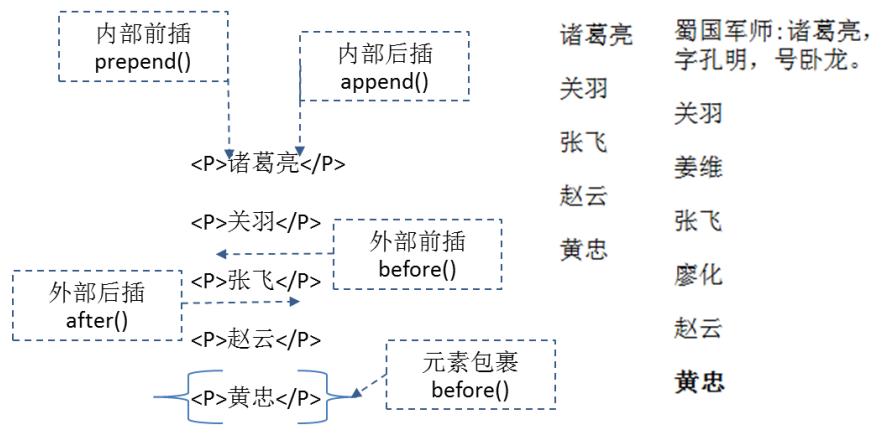 内部前插
prepend()
内部后插
append()
<P>诸葛亮</P>
<P>关羽</P>
外部前插
before()
<P>张飞</P>
外部后插
after()
<P>赵云</P>
元素包裹
before()
<P>黄忠</P>
诸葛亮
关羽
张飞
赵云
黄忠
蜀国军师:诸葛亮，
字孔明，号卧龙。
关羽
姜维
张飞
廖化
赵云
黄忠